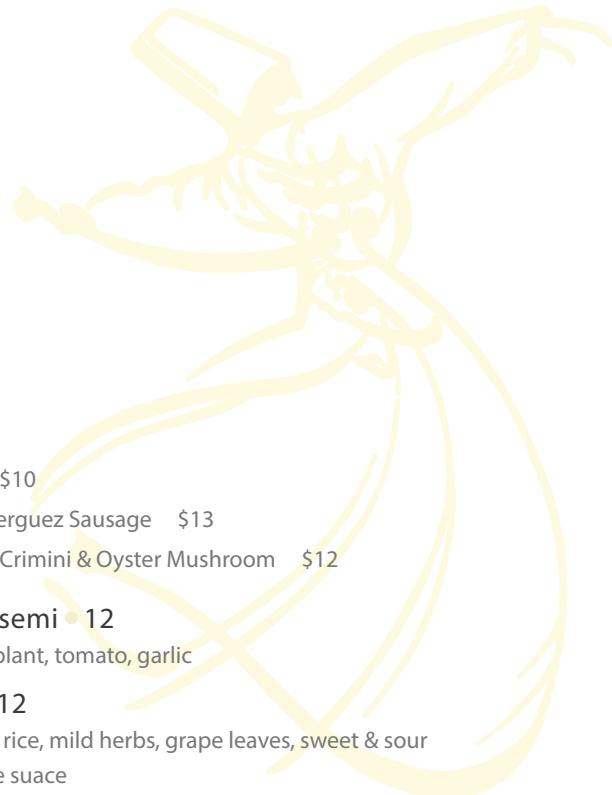 $10
erguez Sausage $13
Crimini & Oyster Mushroom $12
semi • 12
plant, tomato, garlic
12
rice, mild herbs, grape leaves, sweet & sour
e suace